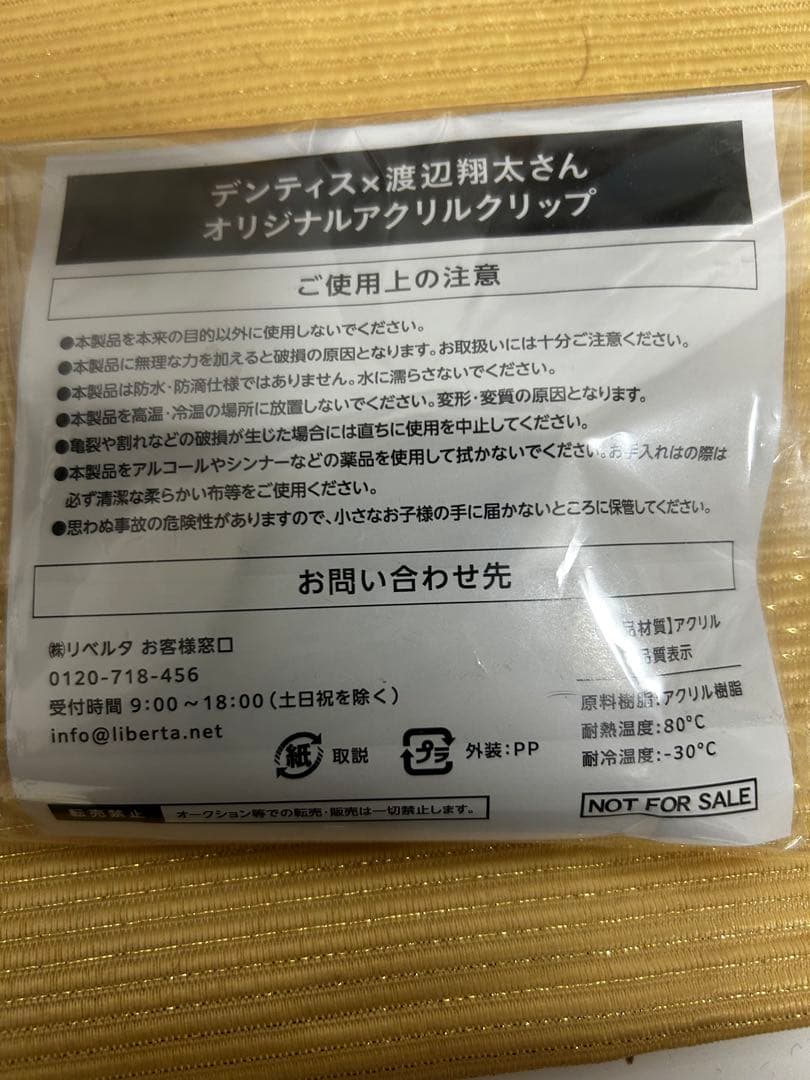 デンティス×渡辺翔太さん
オリジナルアクリルクリップ
ご使用上の注意
●本製品を本来の目的以外に使用しないでください。
●本製品に無理な力を加えると破損の原因となります。お取扱いには十分ご注意ください。
●本製品は防水・防滴仕様ではありません。水に濡らさないでください。
●本製品を高温・冷温の場所に放置しないでください。変形・変質の原因となります。
●亀裂や割れなどの破損が生じた場合には直ちに使用を中止してください。
●本製品をアルコールやシンナーなどの薬品を使用して拭かないでください。お手入れはの際は
必ず清潔な柔らかい布等をご使用ください。
●思わぬ事故の危険性がありますので、小さなお子様の手に届かないところに保管してください。
お問い合わせ先
㈱リベルタ お客様窓口
0120-718-456
受付時間 9:00～18:00（土日祝を除く）
info@liberta.net
紙 取説
プラ 外装：PP
品材質】アクリル
品質表示
原料樹脂：アクリル樹脂
耐熱温度：80℃
耐冷温度：-30℃
転売禁止 オークション等での転売・販売は一切禁止します。
NOT FOR SALE